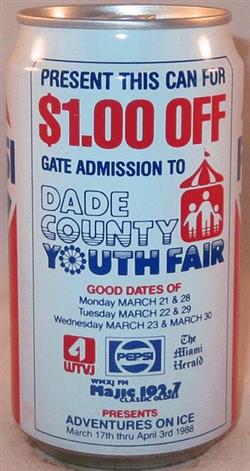 PRESENT THIS CAN FOR
$1.00 OFF
GATE ADMISSION TO
DADE
COUNTY
YOUTH FAIR
GOOD DATES OF
Monday MARCH 21 & 28
Tuesday MARCH 22 & 29
Wednesday MARCH 23 & MARCH 30
4
WTVJ
PEPSI
The
Miami
Herald
WMXJ FM
Majic 102.7
CLASSIC OLDIES
PRESENTS
ADVENTURES ON ICE
March 17th thru April 3rd 1988